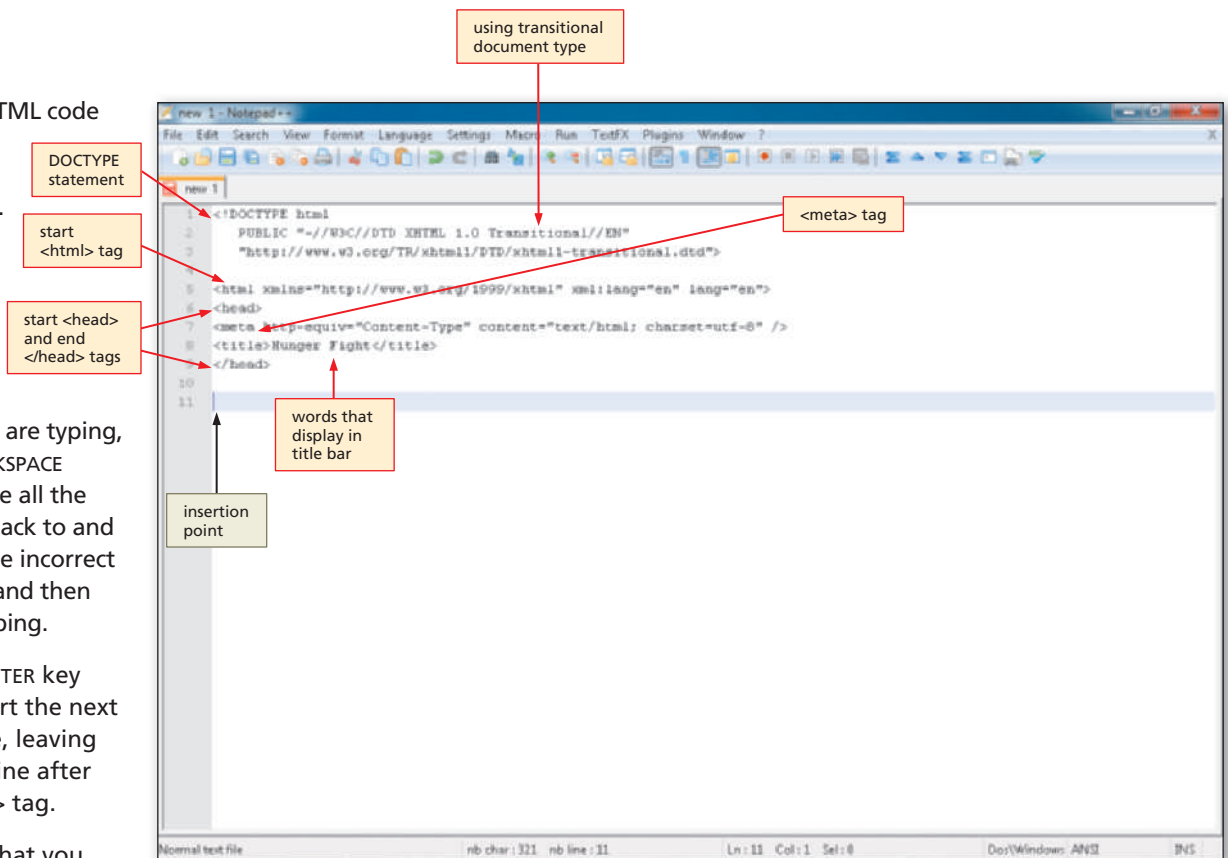 using transitional
document type
TML code
DOCTYPE
statement
.
start
<html> tag
start <head>
and end
</head> tags
are typing,
KSPACE
e all the
ack to and
e incorrect
and then
ping.
TER key
rt the next
e, leaving
ine after
> tag.
hat you
new 1 - Notepad++
File Edit Search View Format Language Settings Macro Run TextFX Plugins Window ?
X
new 1
<meta> tag
1 <!DOCTYPE html
2 PUBLIC "-//W3C//DTD XHTML 1.0 Transitional//EN"
3 "http://www.w3.org/TR/xhtml1/DTD/xhtml1-transitional.dtd">
4
5 <html xmlns="http://www.w3.org/1999/xhtml" xml:lang="en" lang="en">
6 <head>
7 <meta http-equiv="Content-Type" content="text/html; charset=utf-8" />
8 <title>Hunger Fight</title>
9 </head>
10
11
words that
display in
title bar
insertion
point
Normal text file nb char : 321 nb line : 11 Ln : 11 Col : 1 Sel : 0 Dos\Windows ANSI INS